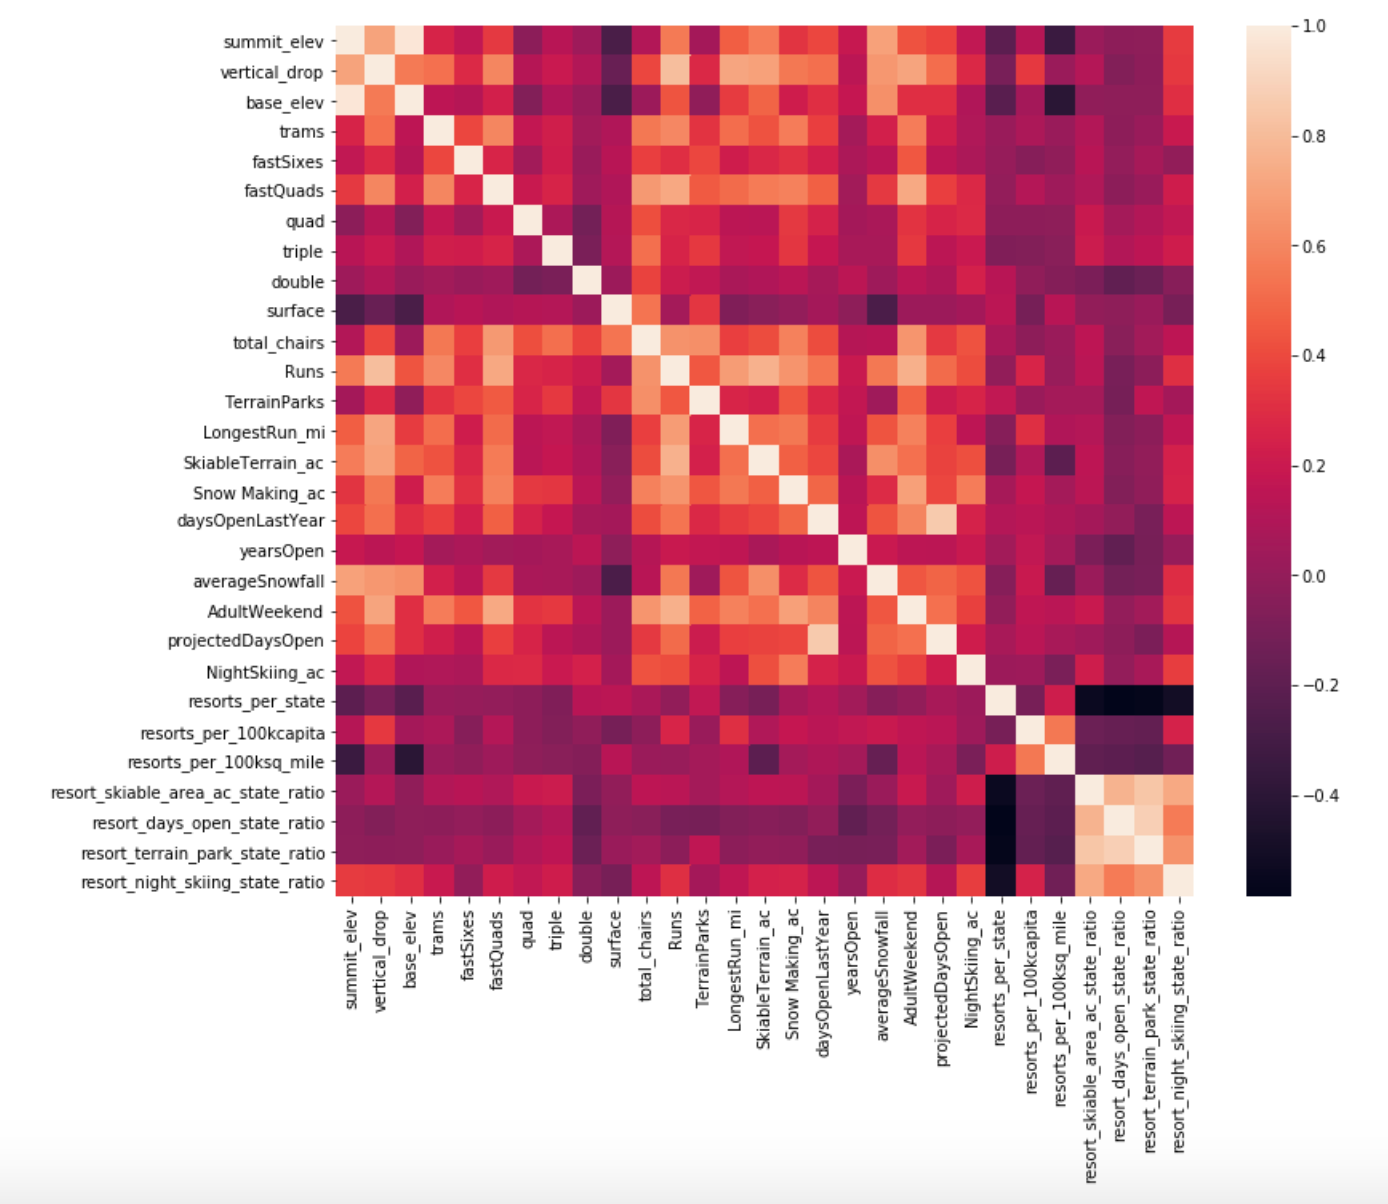 summit_elev
vertical_drop
base_elev
trams
fastSixes
fastQuads
quad
triple
double
surface
total_chairs
Runs
TerrainParks
LongestRun_mi
SkiableTerrain_ac
Snow Making_ac
daysOpenLastYear
yearsOpen
averageSnowfall
AdultWeekend
projectedDaysOpen
NightSkiing_ac
resorts_per_state
resorts_per_100kcapita
resorts_per_100ksq_mile
resort_skiable_area_ac_state_ratio
resort_days_open_state_ratio
resort_terrain_park_state_ratio
resort_night_skiing_state_ratio
summit_elev
vertical_drop
base_elev
trams
fastSixes
fastQuads
quad
triple
double
surface
total_chairs
Runs
TerrainParks
LongestRun_mi
SkiableTerrain_ac
Snow Making_ac
daysOpenLastYear
yearsOpen
averageSnowfall
AdultWeekend
projectedDaysOpen
NightSkiing_ac
resorts_per_state
resorts_per_100kcapita
resorts_per_100ksq_mile
resort_skiable_area_ac_state_ratio
resort_days_open_state_ratio
resort_terrain_park_state_ratio
resort_night_skiing_state_ratio
1.0
0.8
0.6
0.4
0.2
0.0
−0.2
−0.4